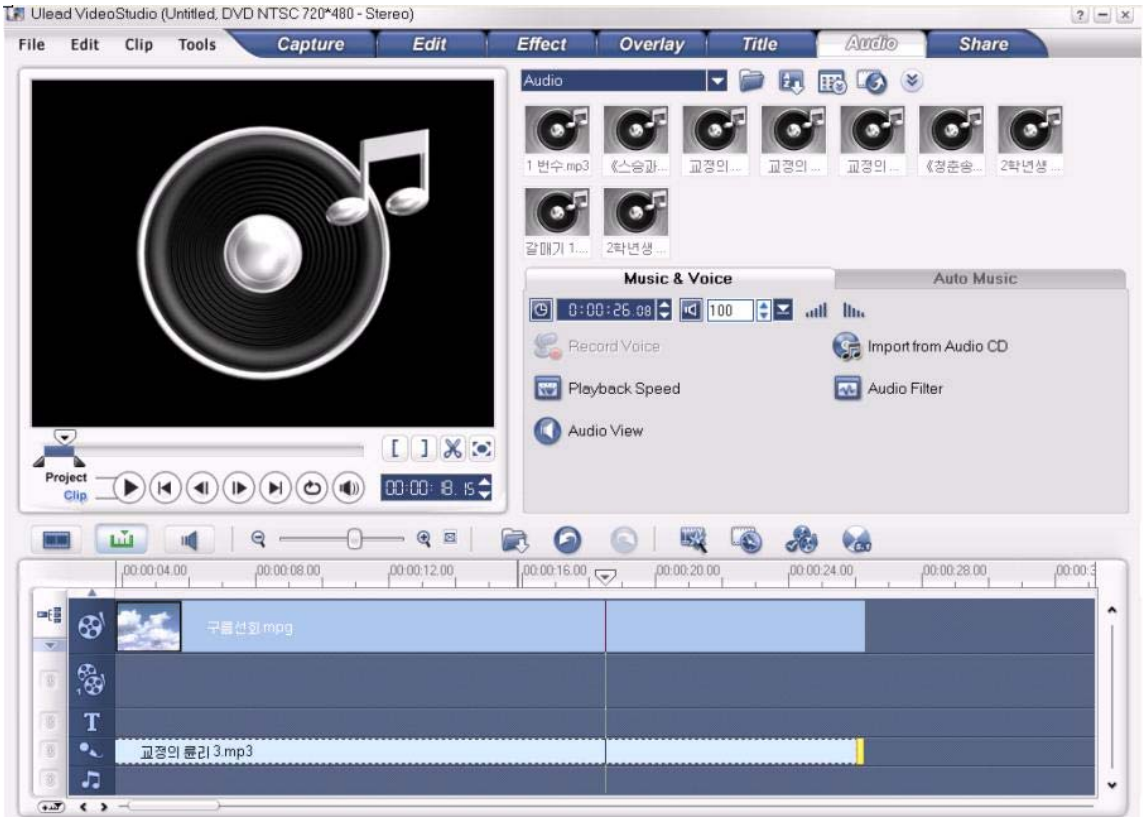 Ulead VideoStudio (Untitled, DVD NTSC 720*480 - Stereo)
File Edit Clip Tools Capture Edit Effect Overlay Title Audio Share
Audio
1 번수.mp3 《스승과... 교정의... 교정의 ... 교정의 ... 《청춘송... 2학년생 ...
갈매기 1.... 2학년생 ...
Music & Voice Auto Music
0:00:26.08 100
Record Voice Import from Audio CD
Playback Speed Audio Filter
Audio View
Project
Clip
00:00:18.15
00:00:04.00 00:00:08.00 00:00:12.00 00:00:16.00 00:00:20.00 00:00:24.00 00:00:28.00 00:00:3
구름선회.mpg
1
T
교정의 륜리 3.mp3